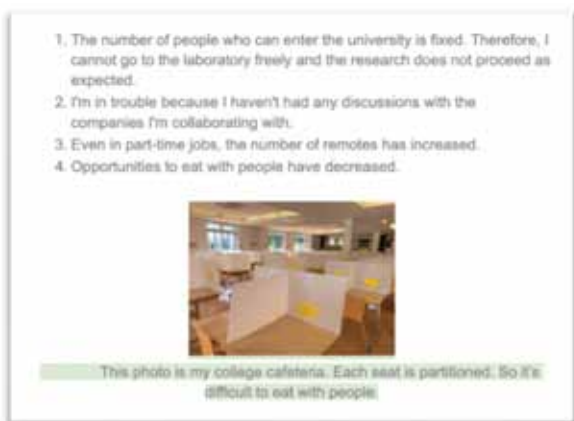 1. The number of people who can enter the university is fixed. Therefore, I
cannot go to the laboratory freely and the research does not proceed as
expected.
2. I'm in trouble because I haven't had any discussions with the
companies I'm collaborating with.
3. Even in part-time jobs, the number of remotes has increased.
4. Opportunities to eat with people have decreased.
This photo is my college cafeteria. Each seat is partitioned. So it's
difficult to eat with people.